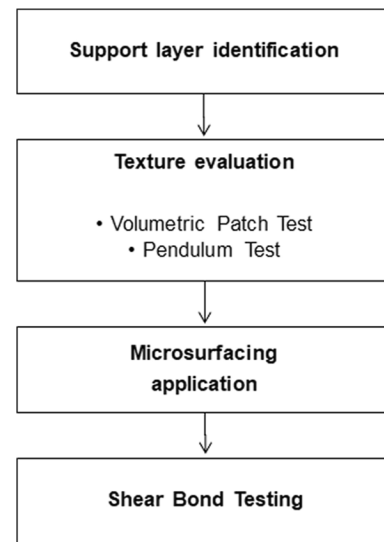 Support layer identification
Texture evaluation
• Volumetric Patch Test
• Pendulum Test
Microsurfacing
application
Shear Bond Testing